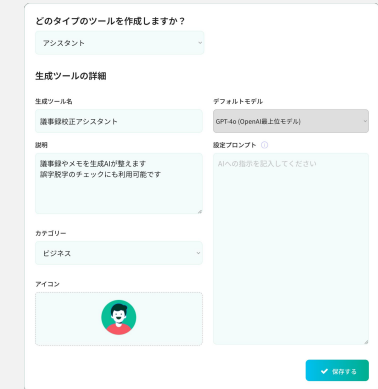 どのタイプのツールを作成しますか？
アシスタント
生成ツールの詳細
生成ツール名
議事録校正アシスタント
説明
議事録やメモを生成AIが整えます
誤字脱字のチェックにも利用可能です
カテゴリー
ビジネス
アイコン
デフォルトモデル
GPT-4o (OpenAI最上位モデル)
設定プロンプト
AIへの指示を記入してください
保存する